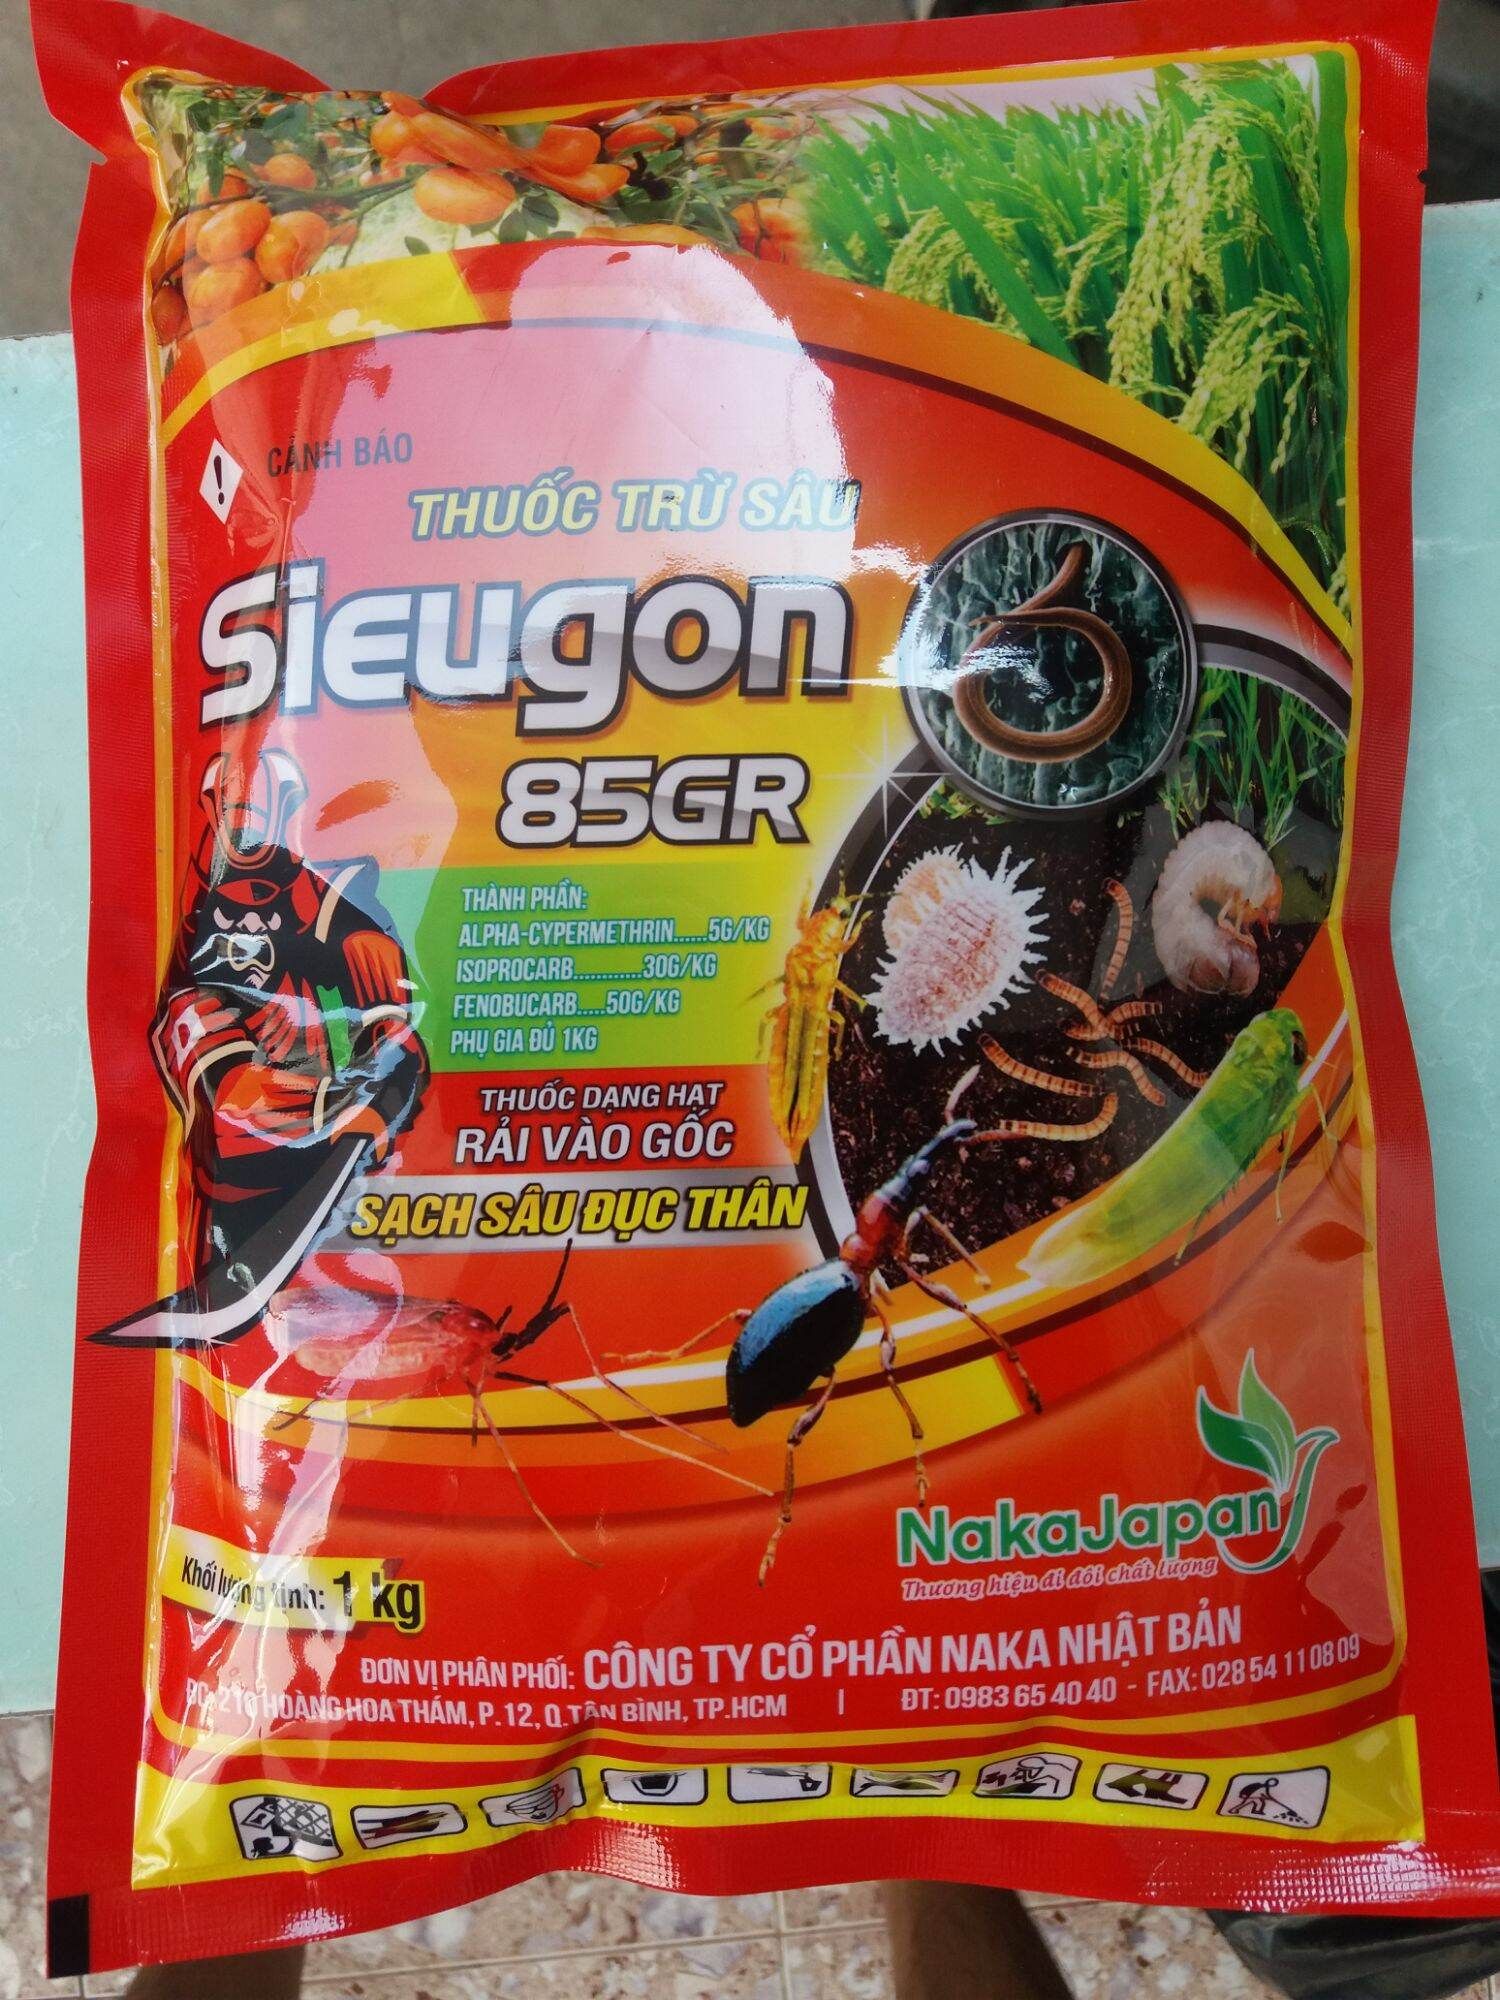 CẢNH BÁO
THUỐC TRỪ SÂU
Sieugon
85GR
THÀNH PHẦN:
ALPHA-CYPERMETHRIN......5G/KG
ISOPROCARB............30G/KG
FENOBUCARB.....50G/KG
PHỤ GIA ĐỦ 1KG
THUỐC DẠNG HẠT
RẢI VÀO GỐC
SẠCH SÂU ĐỤC THÂN
NakaJapan
Thương hiệu đi đôi chất lượng
Khối lượng tịnh: 1 kg
ĐƠN VỊ PHÂN PHỐI: CÔNG TY CỔ PHẦN NAKA NHẬT BẢN
ĐC: 210 HOÀNG HOA THÁM, P.12, Q.TÂN BÌNH, TP.HCM | ĐT: 0983 65 40 40 - FAX: 028 54 11 08 09